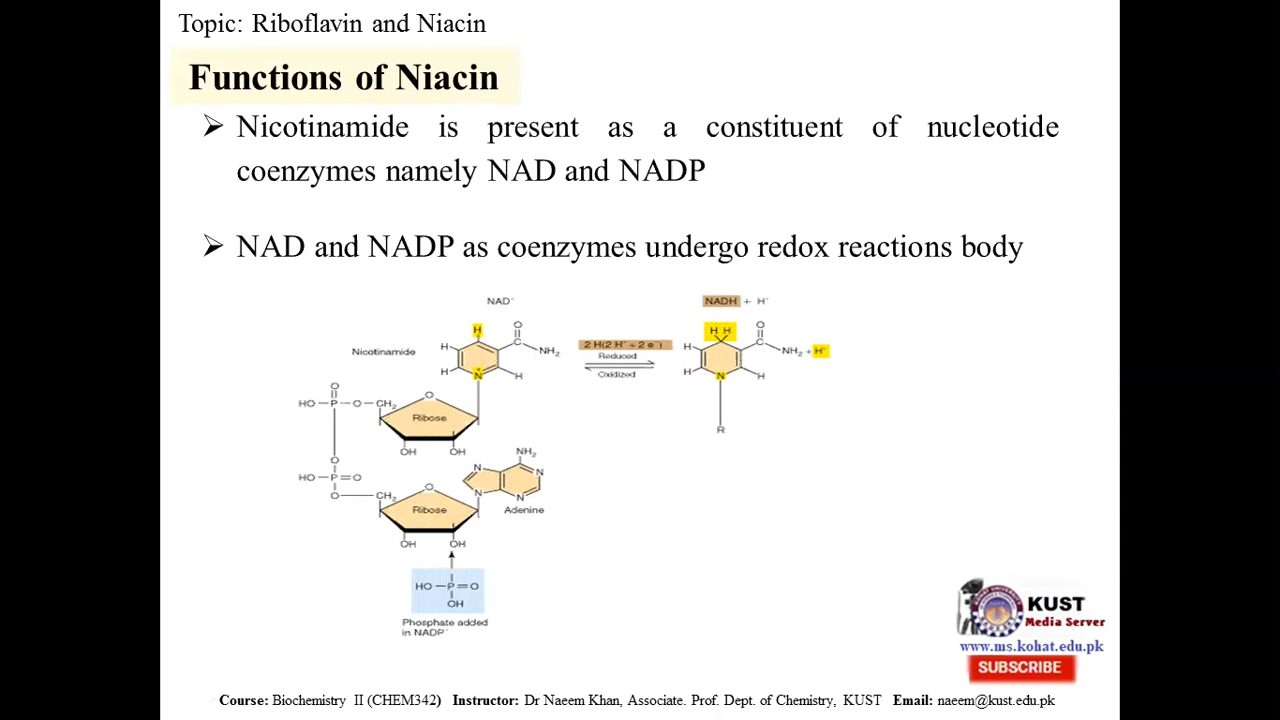 Topic: Riboflavin and Niacin
Functions of Niacin
➢ Nicotinamide is present as a constituent of nucleotide
coenzymes namely NAD and NADP
➢ NAD and NADP as coenzymes undergo redox reactions body
NAD⁺
NADH + H⁺
H
O
H H
O
H
C
NH₂
2 H(2 H⁺ + 2 e⁻)
H
C
NH₂ + H⁺
Nicotinamide
Reduced
Oxidized
H
N⁺
H
H
N
H
O
HO—P—O—CH₂
O
Ribose
R
OH
OH
NH₂
O
HO—P=O
N
N
O
CH₂
O
N
N
Ribose
Adenine
OH
OH
HO—P=O
OH
Phosphate added
in NADP⁺
KUST
Media Server
www.ms.kohat.edu.pk
SUBSCRIBE
Course: Biochemistry II (CHEM342) Instructor: Dr Naeem Khan, Associate. Prof. Dept. of Chemistry, KUST Email: naeem@kust.edu.pk